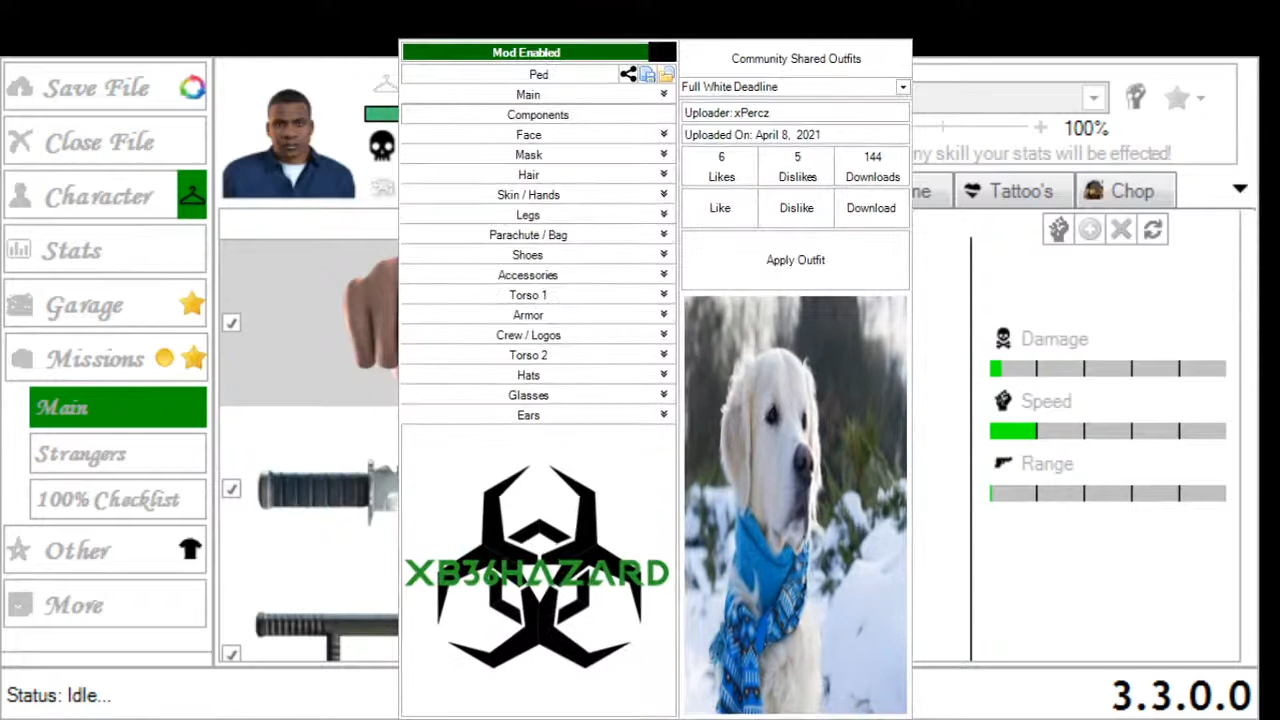 Save File
Close File
Character
Stats
Garage
Missions
Main
Strangers
100% Checklist
Other
More
Status: Idle...
Mod Enabled
Ped
Main
Components
Face
Mask
Hair
Skin / Hands
Legs
Parachute / Bag
Shoes
Accessories
Torso 1
Armor
Crew / Logos
Torso 2
Hats
Glasses
Ears
XB36HAZARD
Community Shared Outfits
Full White Deadline
Uploader: xPercz
Uploaded On: April 8, 2021
6 5 144
Likes Dislikes Downloads
Like Dislike Download
Apply Outfit
100%
ny skill your stats will be effected!
me Tattoo's Chop
Damage
Speed
Range
3.3.0.0